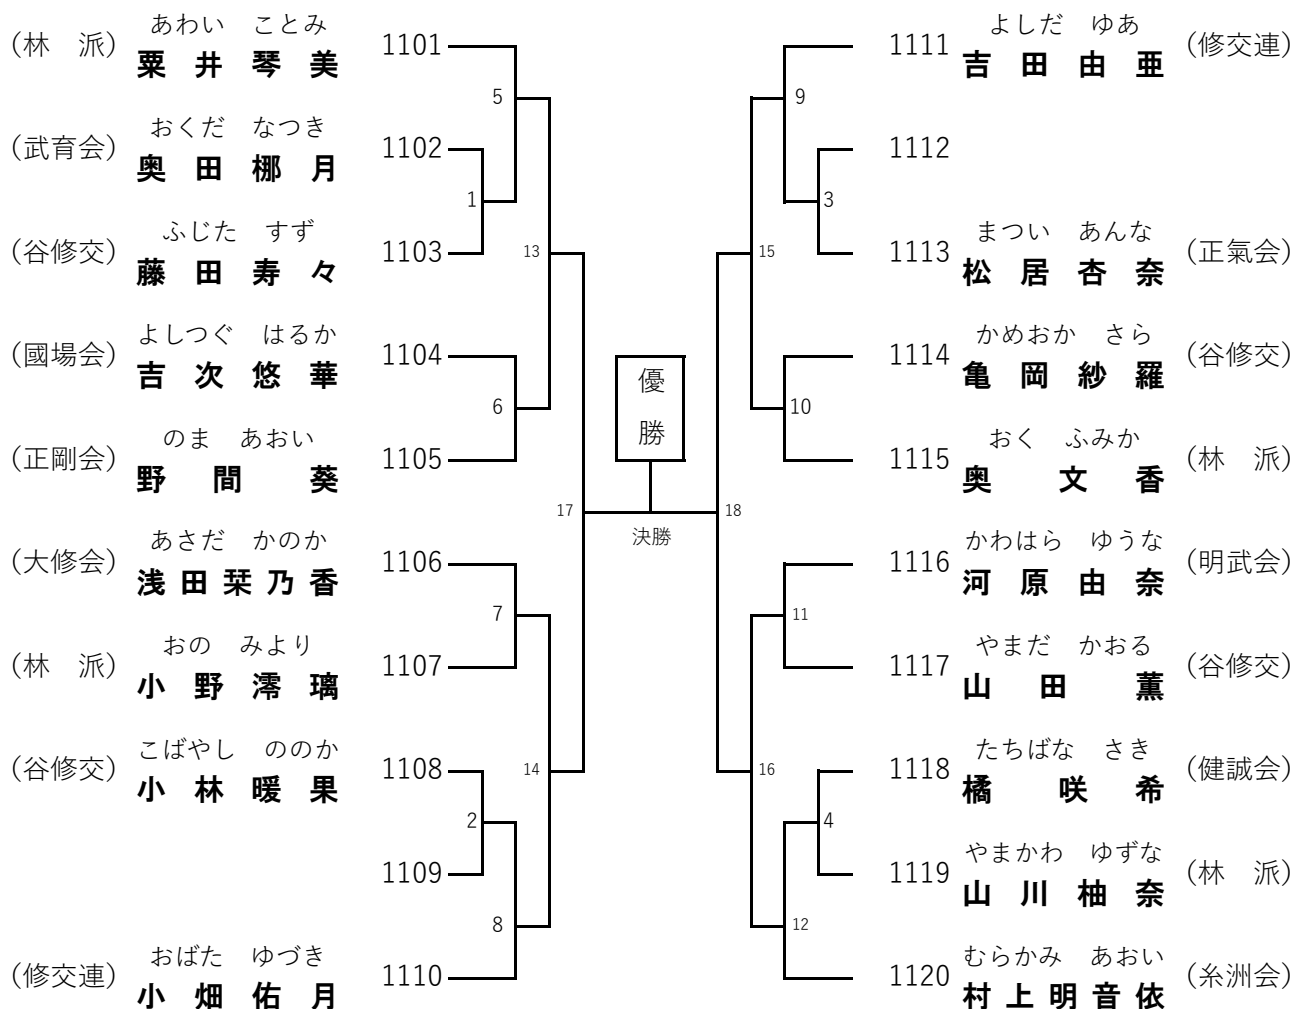 あわい　ことみ
(林　派) 粟 井 琴 美 1101
おくだ　なつき
(武育会) 奥 田 梛 月 1102
ふじた　すず
(谷修交) 藤 田 寿 々 1103
よしつぐ　はるか
(國場会) 吉 次 悠 華 1104
のま　あおい
(正剛会) 野 間 葵 1105
あさだ　かのか
(大修会) 浅 田 栞 乃 香 1106
おの　みより
(林　派) 小 野 澪 璃 1107
こばやし　ののか
(谷修交) 小 林 暖 果 1108
1109
おばた　ゆづき
(修交連) 小 畑 佑 月 1110
5
1
13
6
17
7
14
2
8
優
勝
決勝
9
3
15
10
18
11
16
4
12
よしだ　ゆあ
1111 吉 田 由 亜 (修交連)
1112
まつい　あんな
1113 松 居 杏 奈 (正氣会)
かめおか　さら
1114 亀 岡 紗 羅 (谷修交)
おく　ふみか
1115 奥 文 香 (林　派)
かわはら　ゆうな
1116 河 原 由 奈 (明武会)
やまだ　かおる
1117 山 田 薫 (谷修交)
たちばな　さき
1118 橘 咲 希 (健誠会)
やまかわ　ゆずな
1119 山 川 柚 奈 (林　派)
むらかみ　あおい
1120 村 上 明 音 依 (糸洲会)